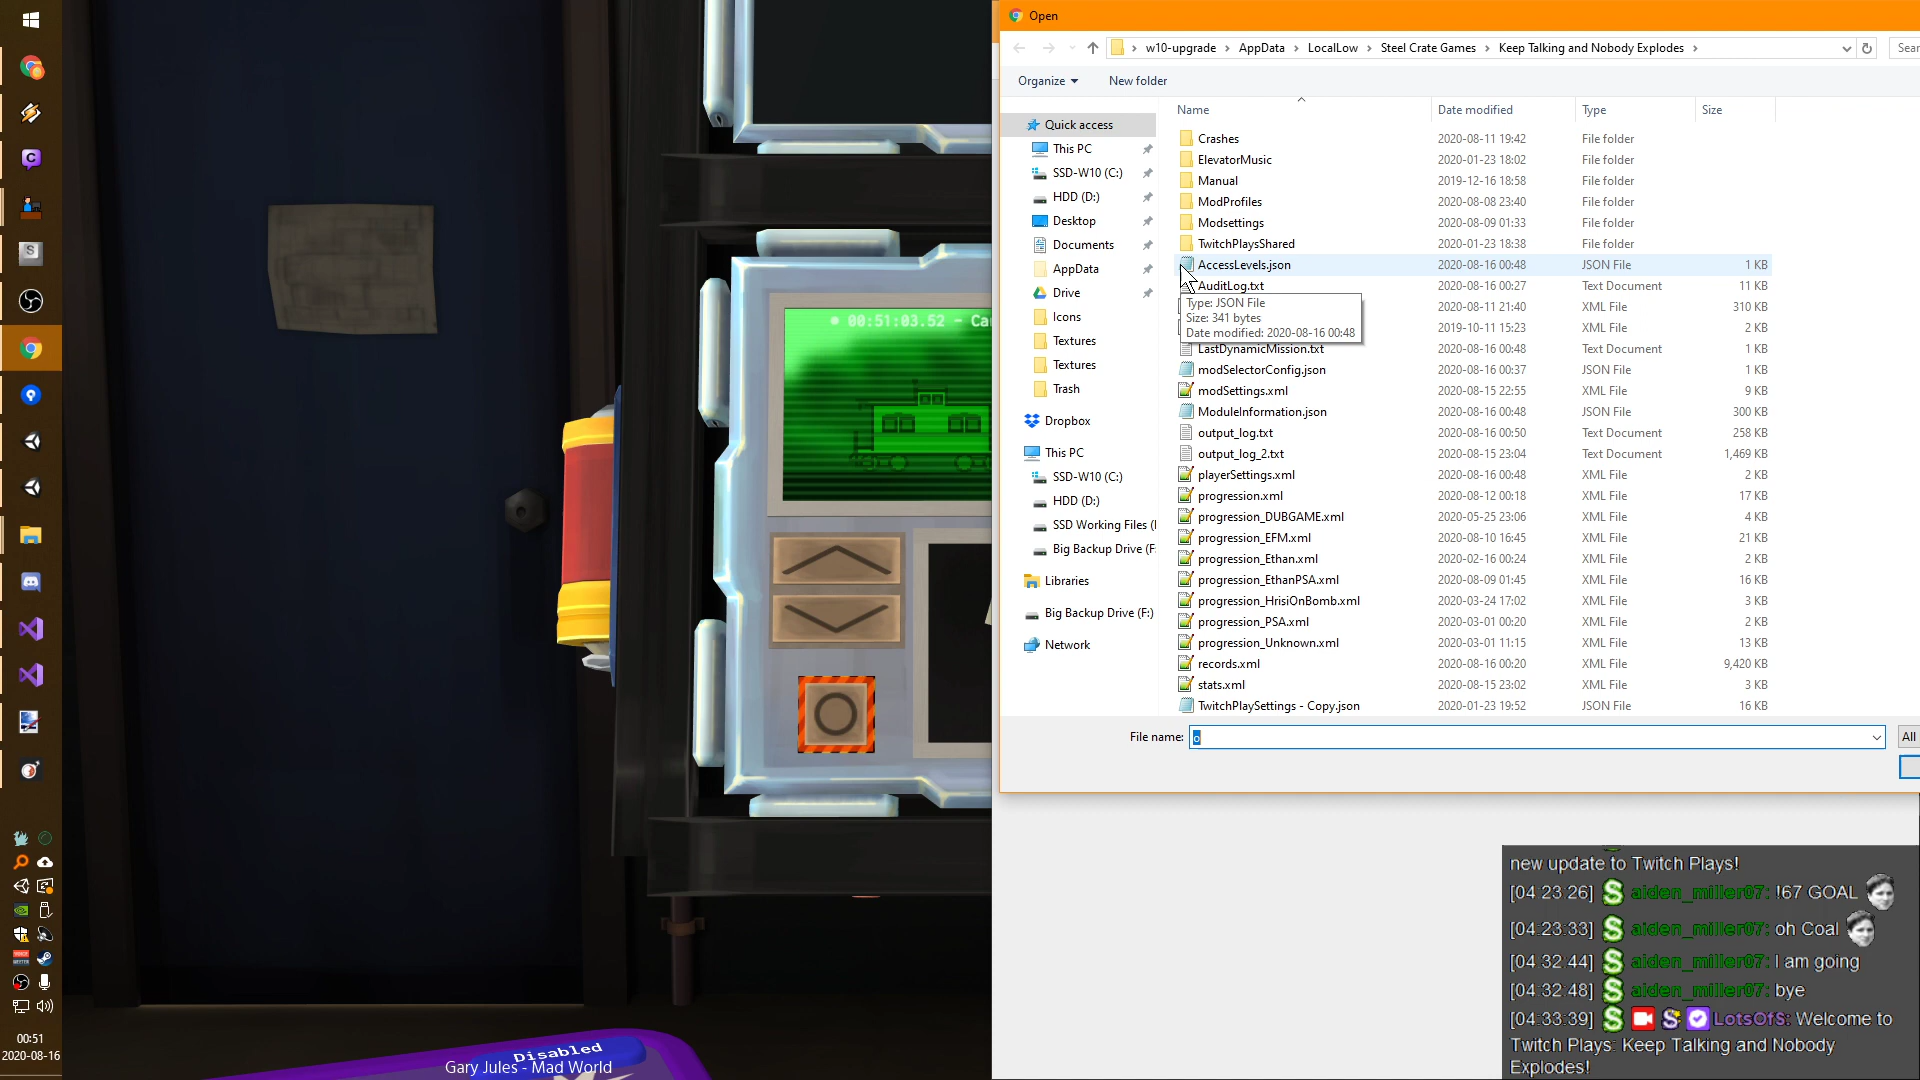 Open
w10-upgrade › AppData › LocalLow › Steel Crate Games › Keep Talking and Nobody Explodes ›
Organize New folder
Name Date modified Type Size
Quick access
This PC
SSD-W10 (C:)
HDD (D:)
Desktop
Documents
AppData
Drive
Icons
Textures
Textures
Trash
Dropbox
This PC
SSD-W10 (C:)
HDD (D:)
SSD Working Files (
Big Backup Drive (F:
Libraries
Big Backup Drive (F:)
Network
Crashes 2020-08-11 19:42 File folder
ElevatorMusic 2020-01-23 18:02 File folder
Manual 2019-12-16 18:58 File folder
ModProfiles 2020-08-08 23:40 File folder
Modsettings 2020-08-09 01:33 File folder
TwitchPlaysShared 2020-01-23 18:38 File folder
AccessLevels.json 2020-08-16 00:48 JSON File 1 KB
AuditLog.txt 2020-08-16 00:27 Text Document 11 KB
2020-08-11 21:40 XML File 310 KB
2019-10-11 15:23 XML File 2 KB
Type: JSON File
Size: 341 bytes
Date modified: 2020-08-16 00:48
LastDynamicMission.txt 2020-08-16 00:48 Text Document 1 KB
modSelectorConfig.json 2020-08-16 00:37 JSON File 1 KB
modSettings.xml 2020-08-15 22:55 XML File 9 KB
ModuleInformation.json 2020-08-16 00:48 JSON File 300 KB
output_log.txt 2020-08-16 00:50 Text Document 258 KB
output_log_2.txt 2020-08-15 23:04 Text Document 1,469 KB
playerSettings.xml 2020-08-16 00:48 XML File 2 KB
progression.xml 2020-08-12 00:18 XML File 17 KB
progression_DUBGAME.xml 2020-05-25 23:06 XML File 4 KB
progression_EFM.xml 2020-08-10 16:45 XML File 21 KB
progression_Ethan.xml 2020-02-16 00:24 XML File 2 KB
progression_EthanPSA.xml 2020-08-09 01:45 XML File 16 KB
progression_HrisiOnBomb.xml 2020-03-24 17:02 XML File 3 KB
progression_PSA.xml 2020-03-01 00:20 XML File 2 KB
progression_Unknown.xml 2020-03-01 11:15 XML File 13 KB
records.xml 2020-08-16 00:20 XML File 9,420 KB
stats.xml 2020-08-15 23:02 XML File 3 KB
TwitchPlaySettings - Copy.json 2020-01-23 19:52 JSON File 16 KB
File name: o All
00:51:03.52 - Ca
new update to Twitch Plays!
[04:23:26] aiden_miller07: !67 GOAL
[04:23:33] aiden_miller07: oh Coal
[04:32:44] aiden_miller07: I am going
[04:32:48] aiden_miller07: bye
[04:33:39] LotsOfS: Welcome to
Twitch Plays: Keep Talking and Nobody
Explodes!
Disabled
Gary Jules - Mad World
00:51
2020-08-16